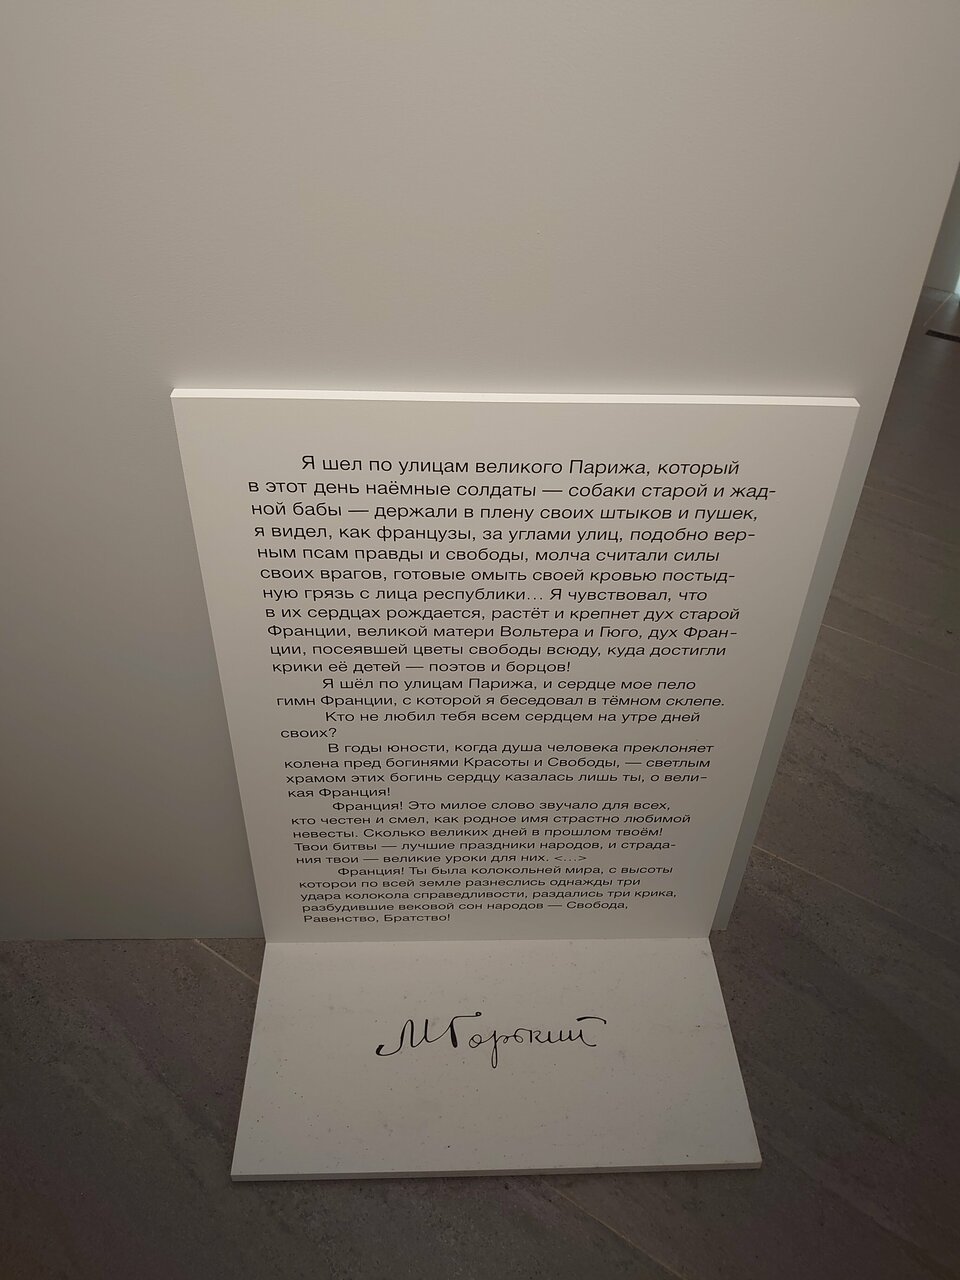 Я шел по улицам великого Парижа, который
в этот день наёмные солдаты — собаки старой и жад-
ной бабы — держали в плену своих штыков и пушек,
я видел, как французы, за углами улиц, подобно вер-
ным псам правды и свободы, молча считали силы
своих врагов, готовые омыть своей кровью постыд-
ную грязь с лица республики... Я чувствовал, что
в их сердцах рождается, растёт и крепнет дух старой
Франции, великой матери Вольтера и Гюго, дух Фран-
ции, посеявшей цветы свободы всюду, куда достигли
крики её детей — поэтов и борцов!
Я шёл по улицам Парижа, и сердце мое пело
гимн Франции, с которой я беседовал в тёмном склепе.
Кто не любил тебя всем сердцем на утре дней
своих?
В годы юности, когда душа человека преклоняет
колена пред богинями Красоты и Свободы, — светлым
храмом этих богинь сердцу казалась лишь ты, о вели-
кая Франция!
Франция! Это милое слово звучало для всех,
кто честен и смел, как родное имя страстно любимой
невесты. Сколько великих дней в прошлом твоём!
Твои битвы — лучшие праздники народов, и страда-
ния твои — великие уроки для них. <...>
Франция! Ты была колокольней мира, с высоты
которои по всей земле разнеслись однажды три
удара колокола справедливости, раздались три крика,
разбудившие вековой сон народов — Свобода,
Равенство, Братство!
М Горький